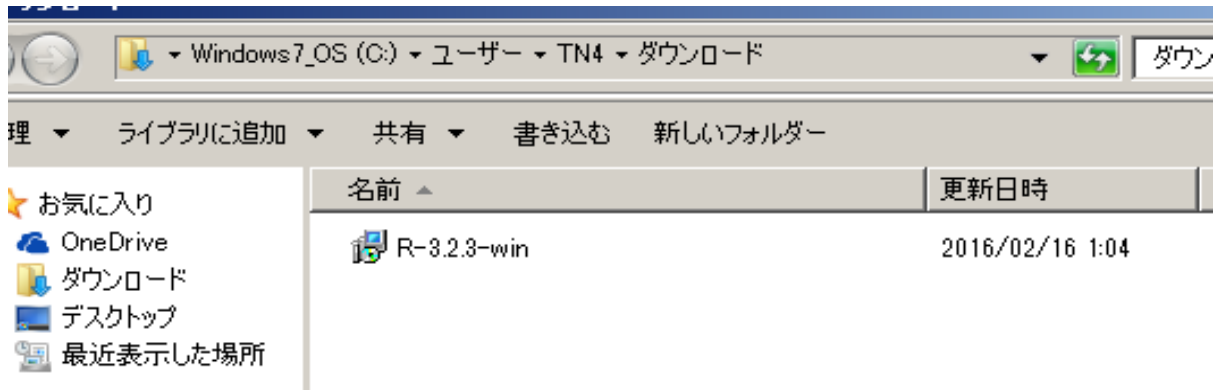 Windows7_OS (C:) ユーザー TN4 ダウンロード ダウン
理 ライブラリに追加 共有 書き込む 新しいフォルダー
お気に入り
OneDrive
ダウンロード
デスクトップ
最近表示した場所
名前 更新日時
R-3.2.3-win 2016/02/16 1:04